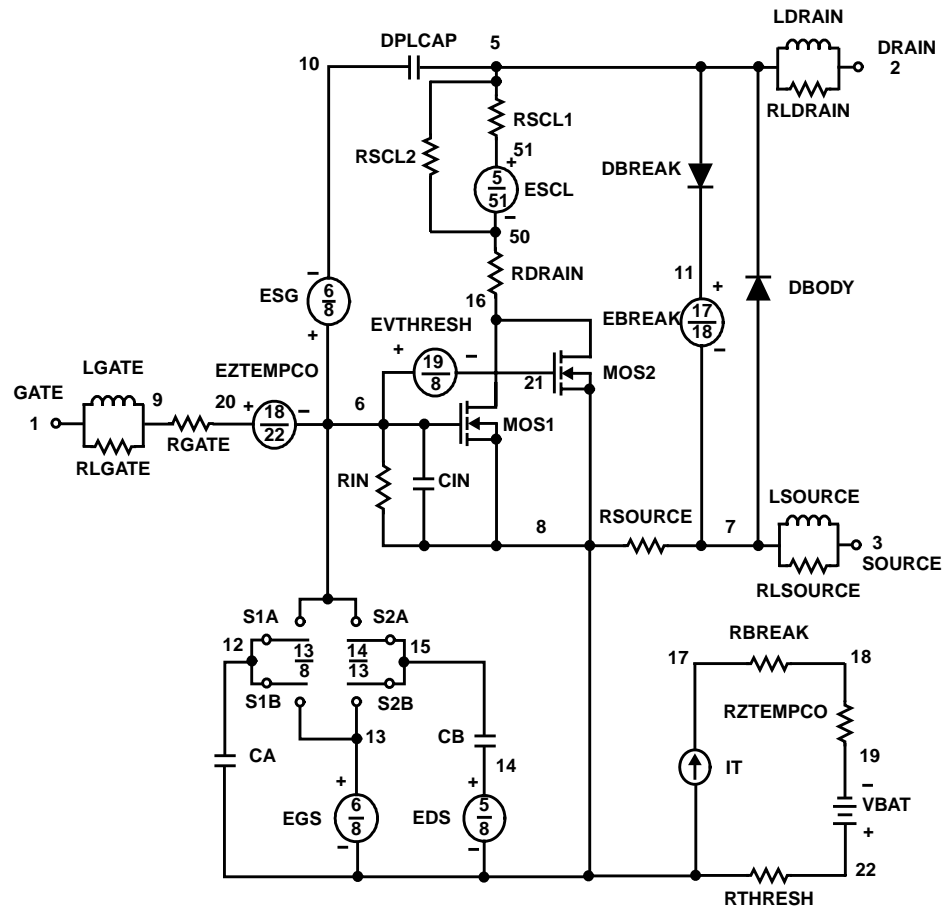 LDRAIN
DPLCAP 5 DRAIN
10 2
RLDRAIN
RSCL1
RSCL2 51
+
DBREAK
5
51
ESCL
−
50
RDRAIN
11
−
6
8
ESG
+
16
EVTHRESH
+ 19
8 −
21
MOS2
+
17
18
EBREAK
−
DBODY
LGATE EZTEMPCO
GATE 9 20 + 18
22 − 6
1
MOS1
RLGATE RGATE
RIN CIN
LSOURCE
8 RSOURCE 7
3
SOURCE
RLSOURCE
S1A S2A
12 13
8 14
13 15
S1B S2B
13
RBREAK
17 18
RZTEMPCO
CA CB
14
19
IT
−
VBAT
+
+ +
EGS 6
8 EDS 5
8
− −
22
RTHRESH